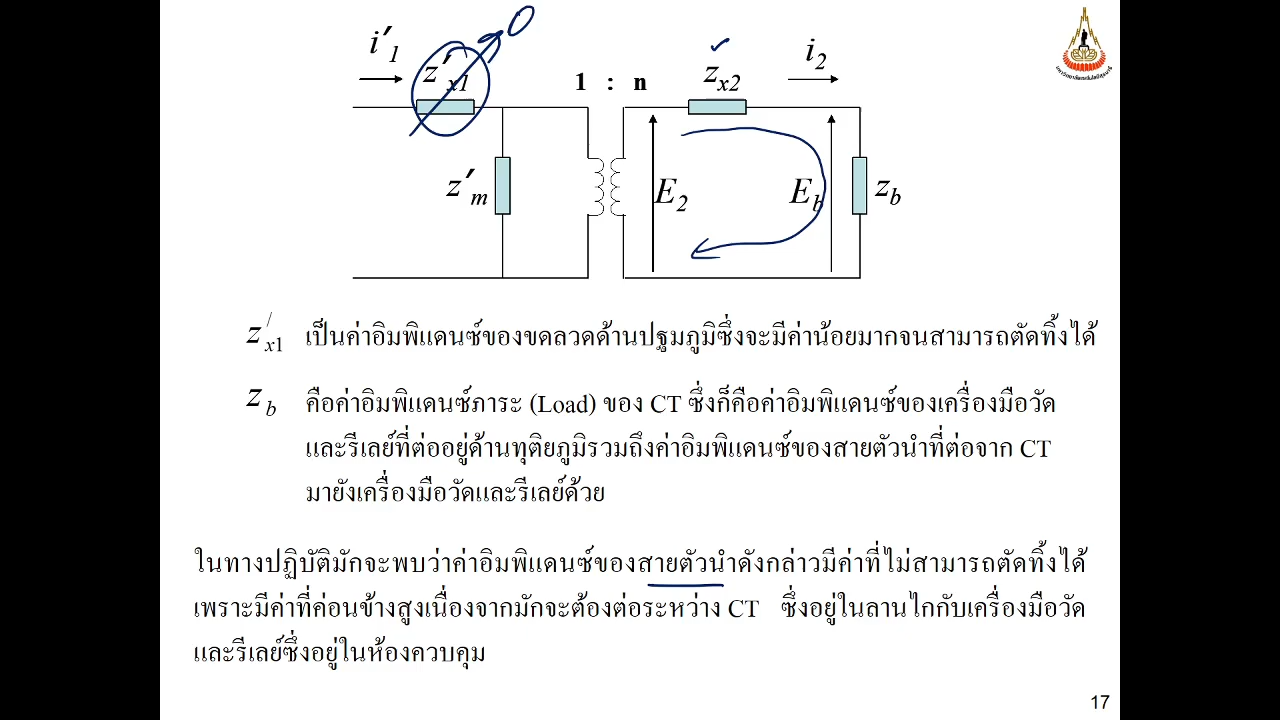 0
i′1
z′x1
1 : n
zx2
i2
z′m
E2
Eb
zb
z/x1 เป็นค่าอิมพิแดนซ์ของขดลวดด้านปฐมภูมิซึ่งจะมีค่าน้อยมากจนสามารถตัดทิ้งได้
zb คือค่าอิมพิแดนซ์ภาระ (Load) ของ CT ซึ่งก็คือค่าอิมพิแดนซ์ของเครื่องมือวัด
และรีเลย์ที่ต่ออยู่ด้านทุติยภูมิรวมถึงค่าอิมพิแดนซ์ของสายตัวนำที่ต่อจาก CT
มายังเครื่องมือวัดและรีเลย์ด้วย
ในทางปฏิบัติมักจะพบว่าค่าอิมพิแดนซ์ของสายตัวนำดังกล่าวมีค่าที่ไม่สามารถตัดทิ้งได้
เพราะมีค่าที่ค่อนข้างสูงเนื่องจากมักจะต้องต่อระหว่าง CT ซึ่งอยู่ในลานไกกับเครื่องมือวัด
และรีเลย์ซึ่งอยู่ในห้องควบคุม
17